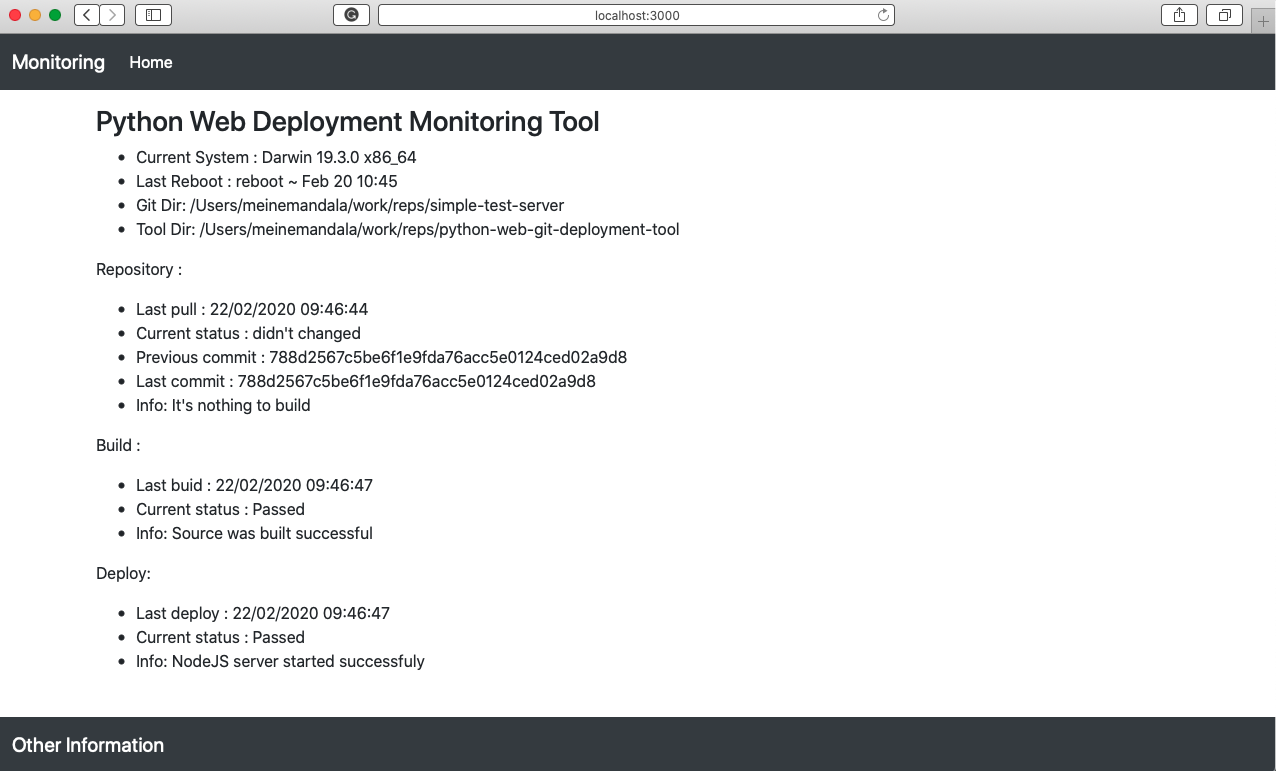 localhost:3000
Monitoring Home
Python Web Deployment Monitoring Tool
Current System : Darwin 19.3.0 x86_64
Last Reboot : reboot ~ Feb 20 10:45
Git Dir: /Users/meinemandala/work/reps/simple-test-server
Tool Dir: /Users/meinemandala/work/reps/python-web-git-deployment-tool
Repository :
Last pull : 22/02/2020 09:46:44
Current status : didn't changed
Previous commit : 788d2567c5be6f1e9fda76acc5e0124ced02a9d8
Last commit : 788d2567c5be6f1e9fda76acc5e0124ced02a9d8
Info: It's nothing to build
Build :
Last buid : 22/02/2020 09:46:47
Current status : Passed
Info: Source was built successful
Deploy:
Last deploy : 22/02/2020 09:46:47
Current status : Passed
Info: NodeJS server started successfuly
Other Information